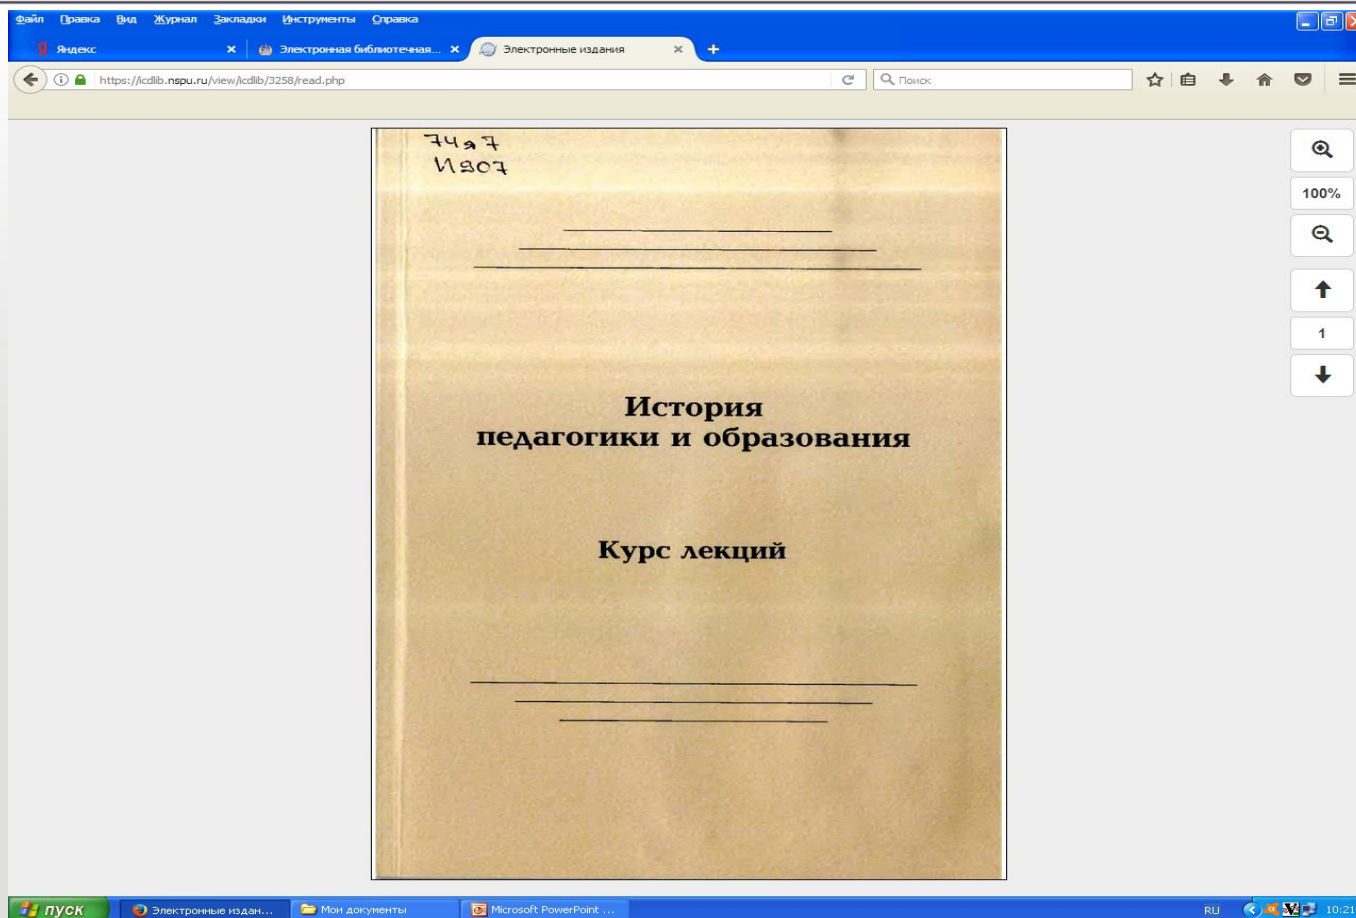 Файл Правка Вид Журнал Закладки Инструменты Справка
Яндекс
Электронная библиотечная...
Электронные издания
https://icdlib.nspu.ru/view/icdlib/3258/read.php
Поиск
74я7
И907
100%
1
История
педагогики и образования
Курс лекций
пуск
Электронные издан...
Мои документы
Microsoft PowerPoint ...
RU
10:21